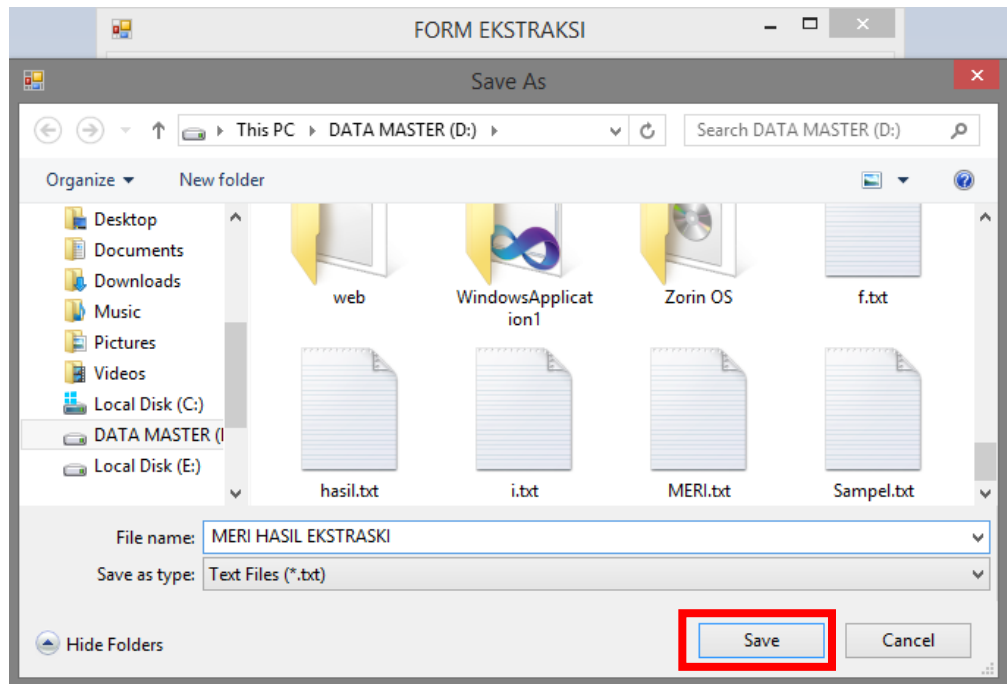 FORM EKSTRAKSI
Save As
This PC DATA MASTER (D:)
Search DATA MASTER (D:)
Organize
New folder
Desktop
Documents
Downloads
Music
Pictures
Videos
Local Disk (C:)
DATA MASTER (
Local Disk (E:)
web
WindowsApplicat
ion1
Zorin OS
f.txt
hasil.txt
i.txt
MERI.txt
Sampel.txt
File name: MERI HASIL EKSTRASKI
Save as type: Text Files (*.txt)
Hide Folders
Save
Cancel